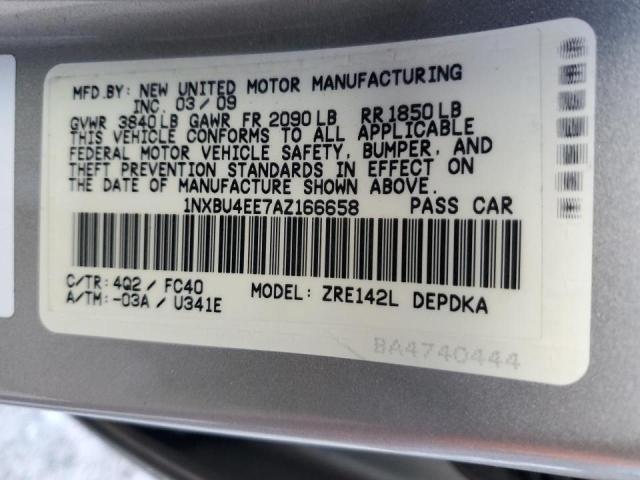 MFD.BY: NEW UNITED MOTOR MANUFACTURING
INC. 03/09
GVWR 3840LB GAWR FR 2090LB RR1850LB
THIS VEHICLE CONFORMS TO ALL APPLICABLE
FEDERAL MOTOR VEHICLE SAFETY, BUMPER, AND
THEFT PREVENTION STANDARDS IN EFFECT ON
THE DATE OF MANUFACTURE SHOWN ABOVE.
1NXBU4EE7AZ166658 PASS CAR
C/TR: 4Q2 / FC40
A/TM: -03A / U341E
MODEL: ZRE142L DEPDKA
BA4740444